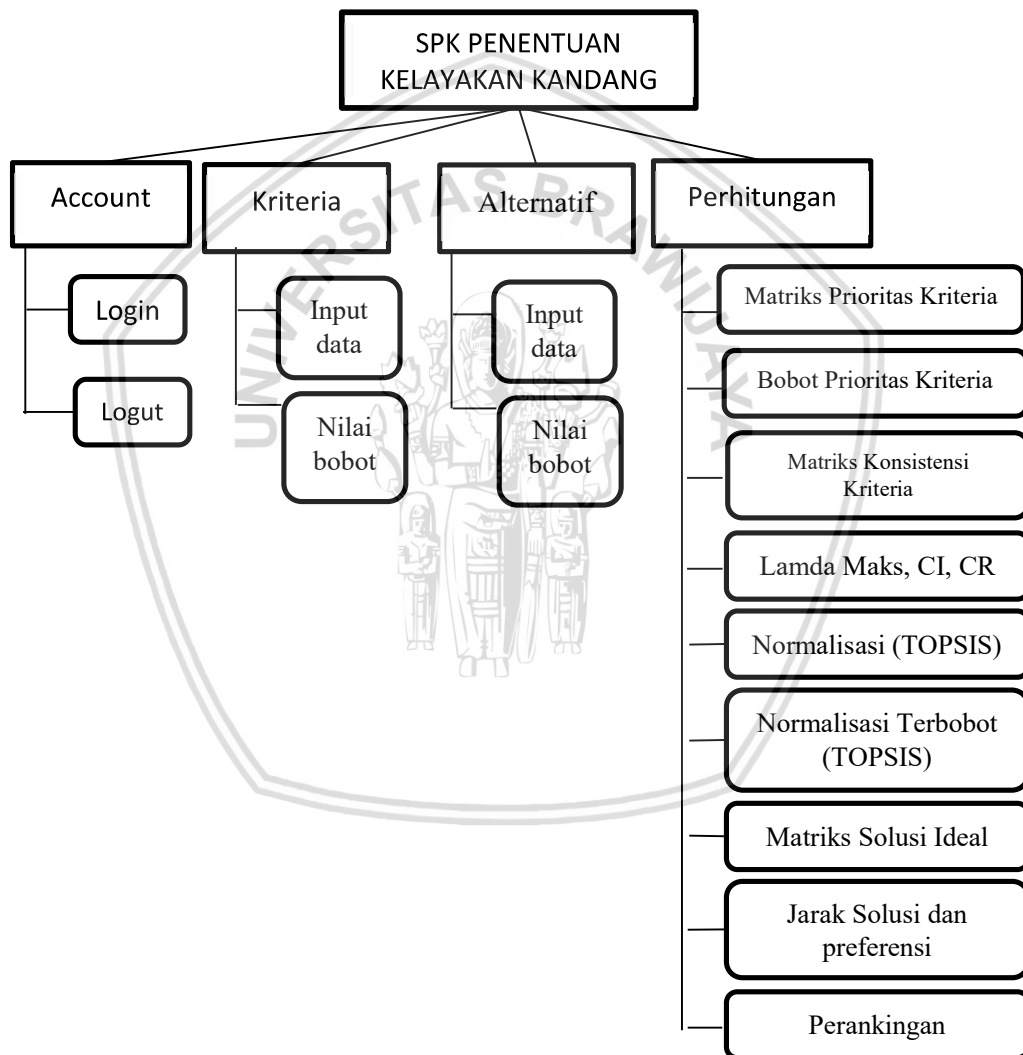 SPK PENENTUAN
KELAYAKAN KANDANG
Account
Kriteria
Alternatif
Perhitungan
Login
Logut
Input
data
Nilai
bobot
Input
data
Nilai
bobot
Matriks Prioritas Kriteria
Bobot Prioritas Kriteria
Matriks Konsistensi
Kriteria
Lamda Maks, CI, CR
Normalisasi (TOPSIS)
Normalisasi Terbobot
(TOPSIS)
Matriks Solusi Ideal
Jarak Solusi dan
preferensi
Perankingan
UNIVERSITAS BRAWIJAYA